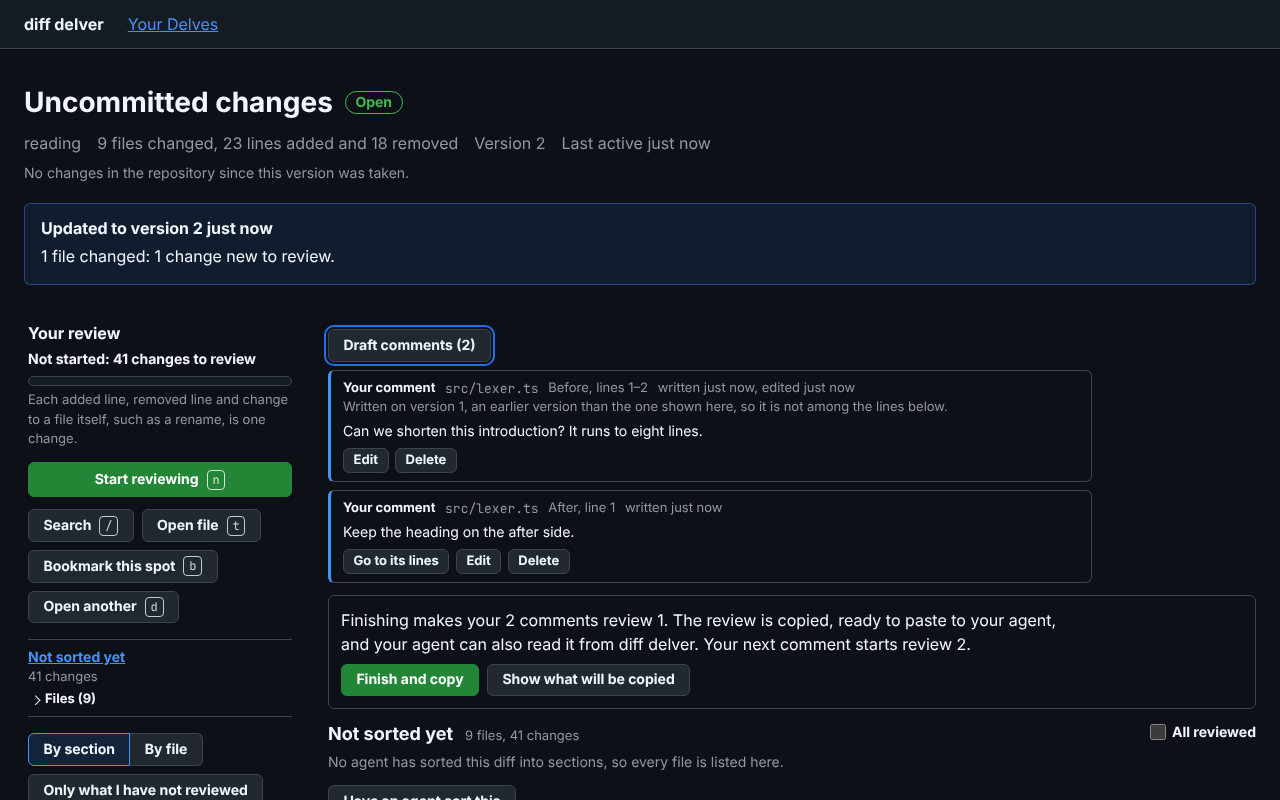 diff delver Your Delves
Uncommitted changes Open
reading 9 files changed, 23 lines added and 18 removed Version 2 Last active just now
No changes in the repository since this version was taken.
Updated to version 2 just now
1 file changed: 1 change new to review.
Your review
Not started: 41 changes to review
Each added line, removed line and change
to a file itself, such as a rename, is one
change.
Start reviewing n
Search / Open file t
Bookmark this spot b
Open another d
Not sorted yet
41 changes
Files (9)
By section By file
Only what I have not reviewed
Draft comments (2)
Your comment src/lexer.ts Before, lines 1–2 written just now, edited just now
Written on version 1, an earlier version than the one shown here, so it is not among the lines below.
Can we shorten this introduction? It runs to eight lines.
Edit Delete
Your comment src/lexer.ts After, line 1 written just now
Keep the heading on the after side.
Go to its lines Edit Delete
Finishing makes your 2 comments review 1. The review is copied, ready to paste to your agent,
and your agent can also read it from diff delver. Your next comment starts review 2.
Finish and copy Show what will be copied
Not sorted yet 9 files, 41 changes All reviewed
No agent has sorted this diff into sections, so every file is listed here.
Have an agent sort this